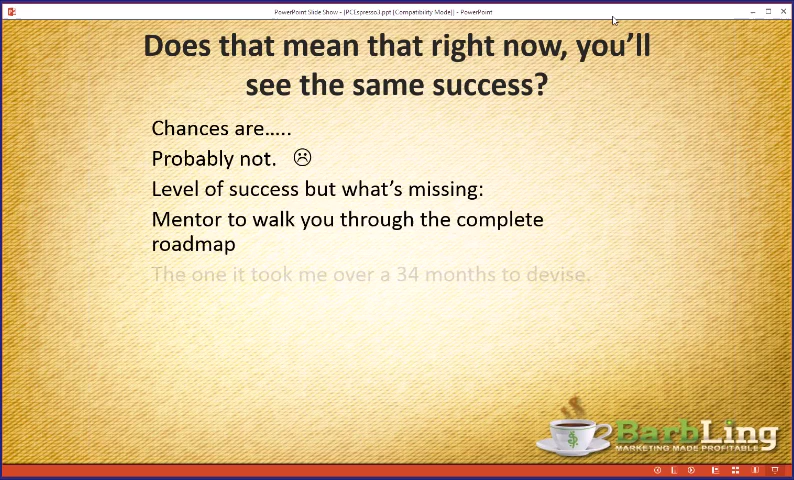 PowerPoint Slide Show - [PCEspresso3.ppt [Compatibility Mode]] - PowerPoint
Does that mean that right now, you’ll
see the same success?
Chances are.....
Probably not. ☹
Level of success but what’s missing:
Mentor to walk you through the complete
roadmap
The one it took me over a 34 months to devise.
$
BarbLing
MARKETING MADE PROFITABLE